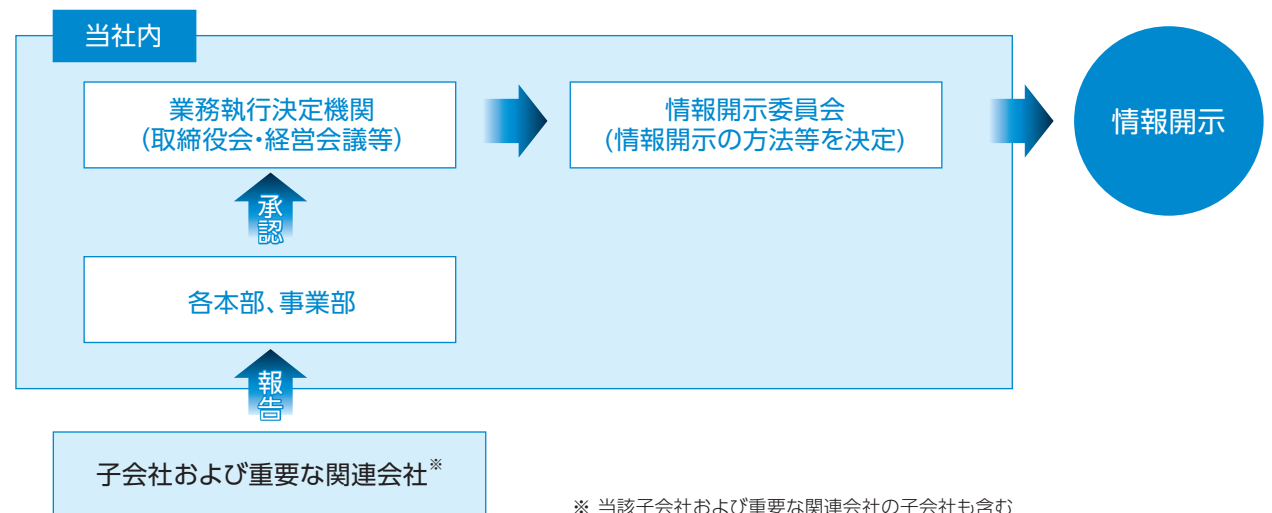 当社内
業務執行決定機関
(取締役会・経営会議等)
情報開示委員会
(情報開示の方法等を決定)
情報開示
承認
各本部、事業部
報告
子会社および重要な関連会社※
※ 当該子会社および重要な関連会社の子会社も含む